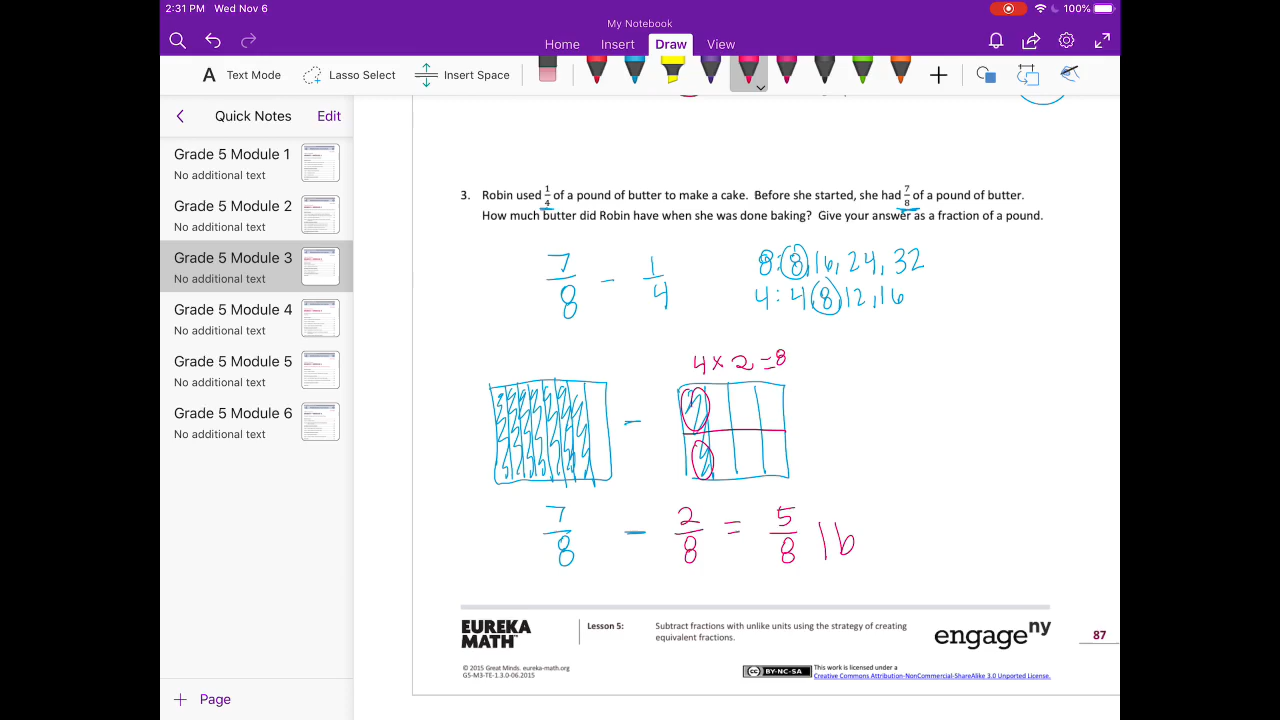 2:31 PM Wed Nov 6
My Notebook
100%
Home Insert Draw View
A Text Mode Lasso Select Insert Space
Quick Notes Edit
Grade 5 Module 1
No additional text
Grade 5 Module 2
No additional text
Grade 5 Module 3
No additional text
Grade 5 Module 4
No additional text
Grade 5 Module 5
No additional text
Grade 5 Module 6
No additional text
Page
3. Robin used 1/4 of a pound of butter to make a cake. Before she started, she had 7/8 of a pound of butter.
How much butter did Robin have when she was done baking? Give your answer as a fraction of a pound.
7/8 - 1/4
8: 8, 16, 24, 32
4: 4 8 12, 16
4 x 2 = 8
-
7/8 - 2/8 = 5/8 lb
EUREKA
MATH™
Lesson 5: Subtract fractions with unlike units using the strategy of creating
equivalent fractions.
engageny
87
© 2015 Great Minds. eureka-math.org
G5-M3-TE-1.3.0-06.2015
CC BY-NC-SA
This work is licensed under a
Creative Commons Attribution-NonCommercial-ShareAlike 3.0 Unported License.